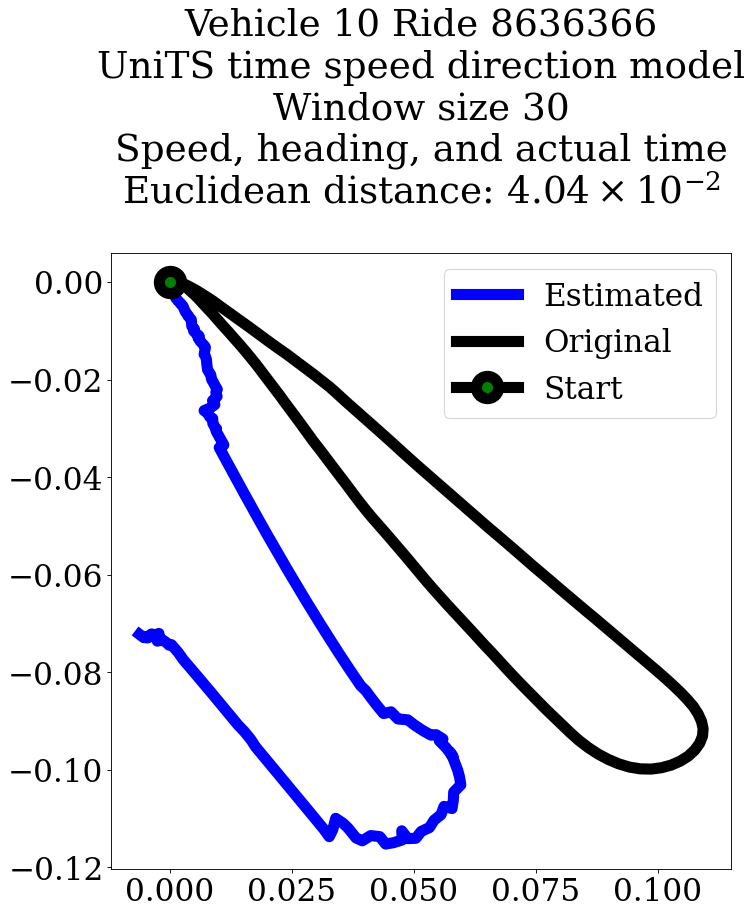 Vehicle 10 Ride 8636366
UniTS time speed direction model
Window size 30
Speed, heading, and actual time
Euclidean distance: 4.04 × 10⁻²
Estimated
Original
Start
0.00
−0.02
−0.04
−0.06
−0.08
−0.10
−0.12
0.000 0.025 0.050 0.075 0.100